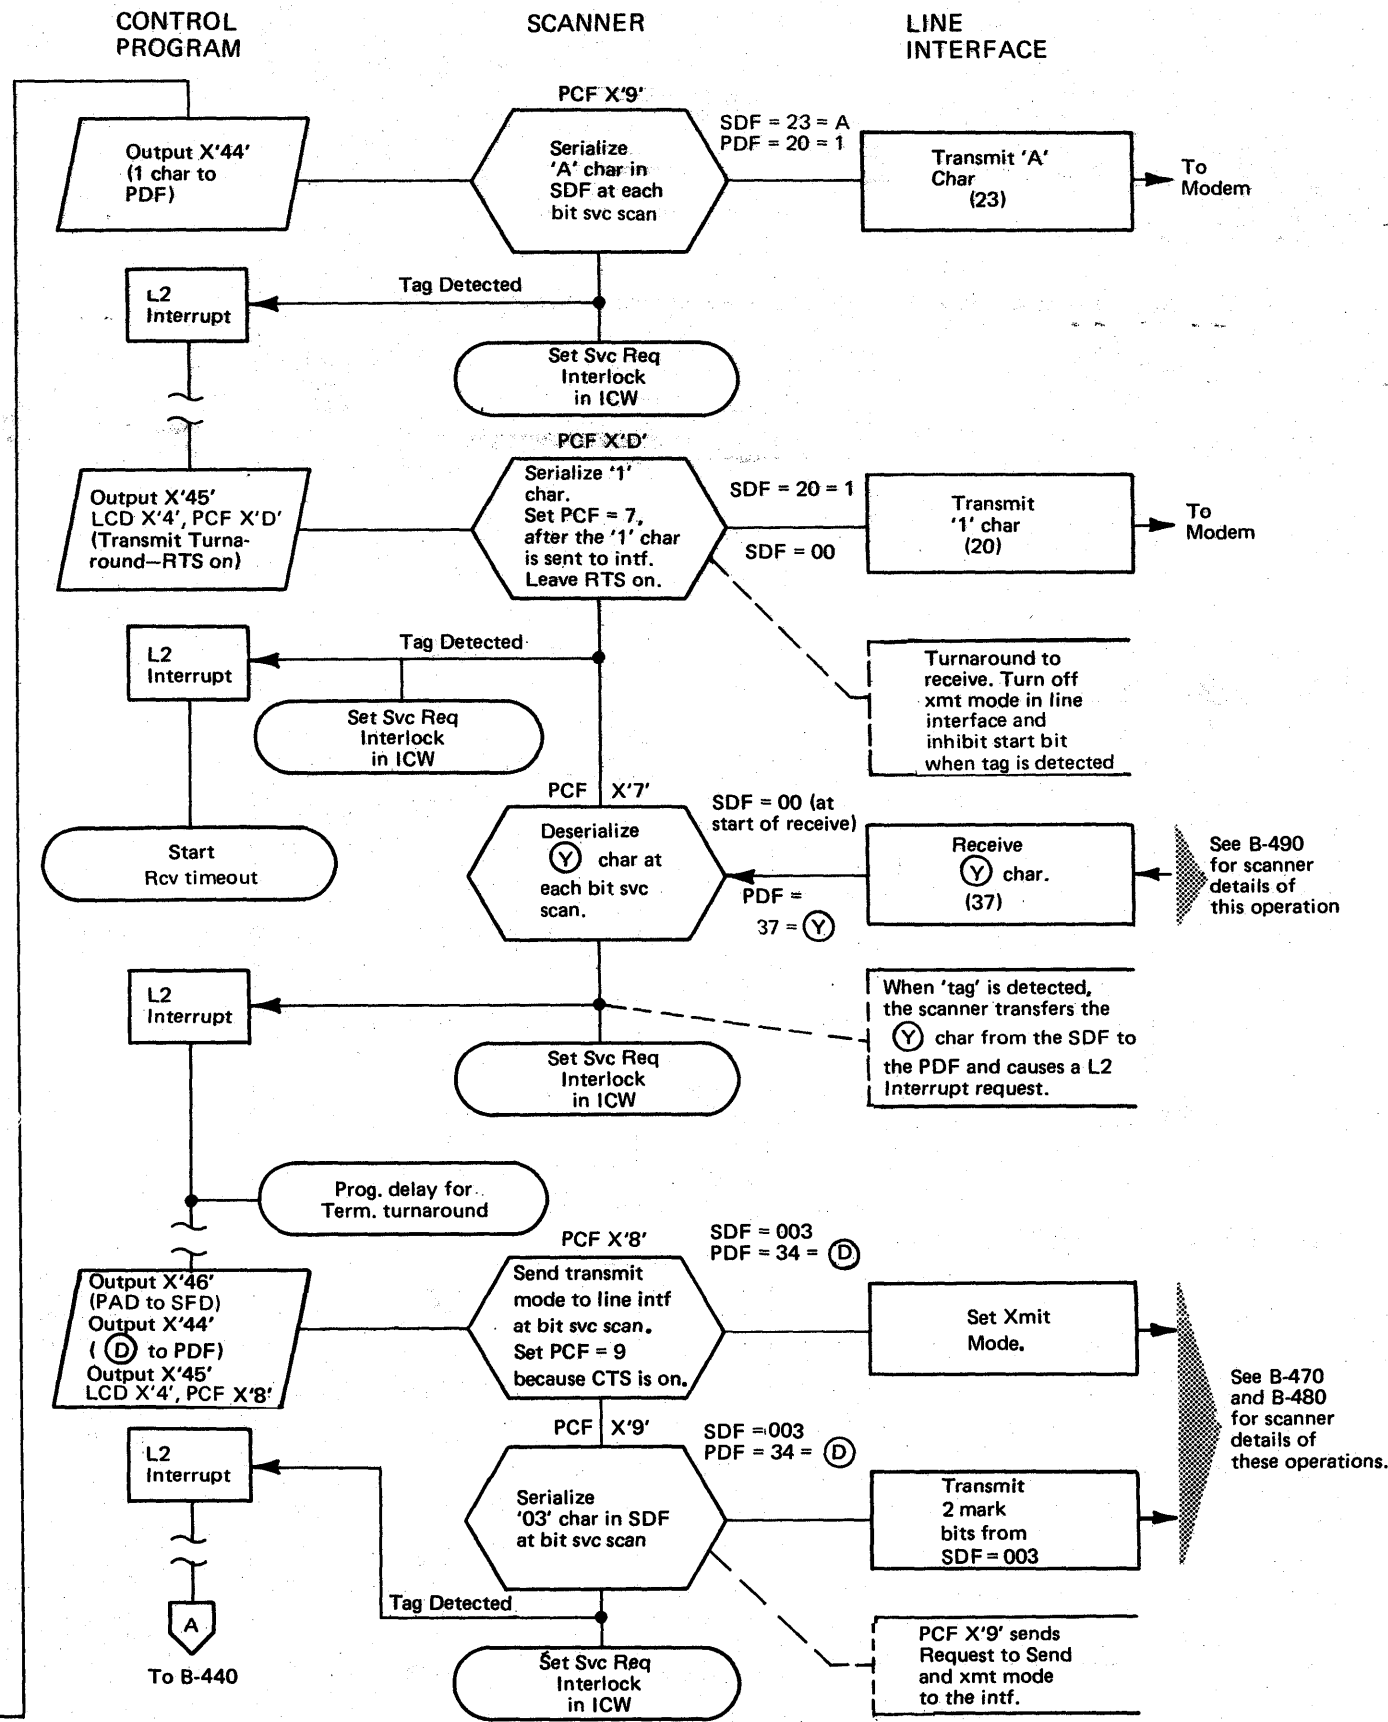 CONTROL
PROGRAM
SCANNER
LINE
INTERFACE
PCF X'9'
Output X'44'
(1 char to
PDF)
Serialize
'A' char in
SDF at each
bit svc scan
SDF = 23 = A
PDF = 20 = 1
Transmit 'A'
Char
(23)
To
Modem
L2
Interrupt
Tag Detected
Set Svc Req
Interlock
in ICW
PCF X'D'
Output X'45'
LCD X'4', PCF X'D'
(Transmit Turna-
round—RTS on)
Serialize '1'
char.
Set PCF = 7,
after the '1' char
is sent to intf.
Leave RTS on.
SDF = 20 = 1
SDF = 00
Transmit
'1' char
(20)
To
Modem
L2
Interrupt
Tag Detected
Set Svc Req
Interlock
in ICW
Turnaround to
receive. Turn off
xmt mode in line
interface and
inhibit start bit
when tag is detected
Start
Rcv timeout
PCF X'7'
Deserialize
Y char at
each bit svc
scan.
SDF = 00 (at
start of receive)
PDF =
37 = Y
Receive
Y char.
(37)
See B-490
for scanner
details of
this operation
L2
Interrupt
Set Svc Req
Interlock
in ICW
When 'tag' is detected,
the scanner transfers the
Y char from the SDF to
the PDF and causes a L2
Interrupt request.
Prog. delay for
Term. turnaround
PCF X'8'
Output X'46'
(PAD to SFD)
Output X'44'
( D to PDF)
Output X'45'
LCD X'4', PCF X'8'
Send transmit
mode to line intf
at bit svc scan.
Set PCF = 9
because CTS is on.
SDF = 003
PDF = 34 = D
Set Xmit
Mode.
See B-470
and B-480
for scanner
details of
these operations.
L2
Interrupt
PCF X'9'
Serialize
'03' char in SDF
at bit svc scan
SDF = 003
PDF = 34 = D
Transmit
2 mark
bits from
SDF = 003
Tag Detected
A
To B-440
Set Svc Req
Interlock
in ICW
PCF X'9' sends
Request to Send
and xmt mode
to the intf.